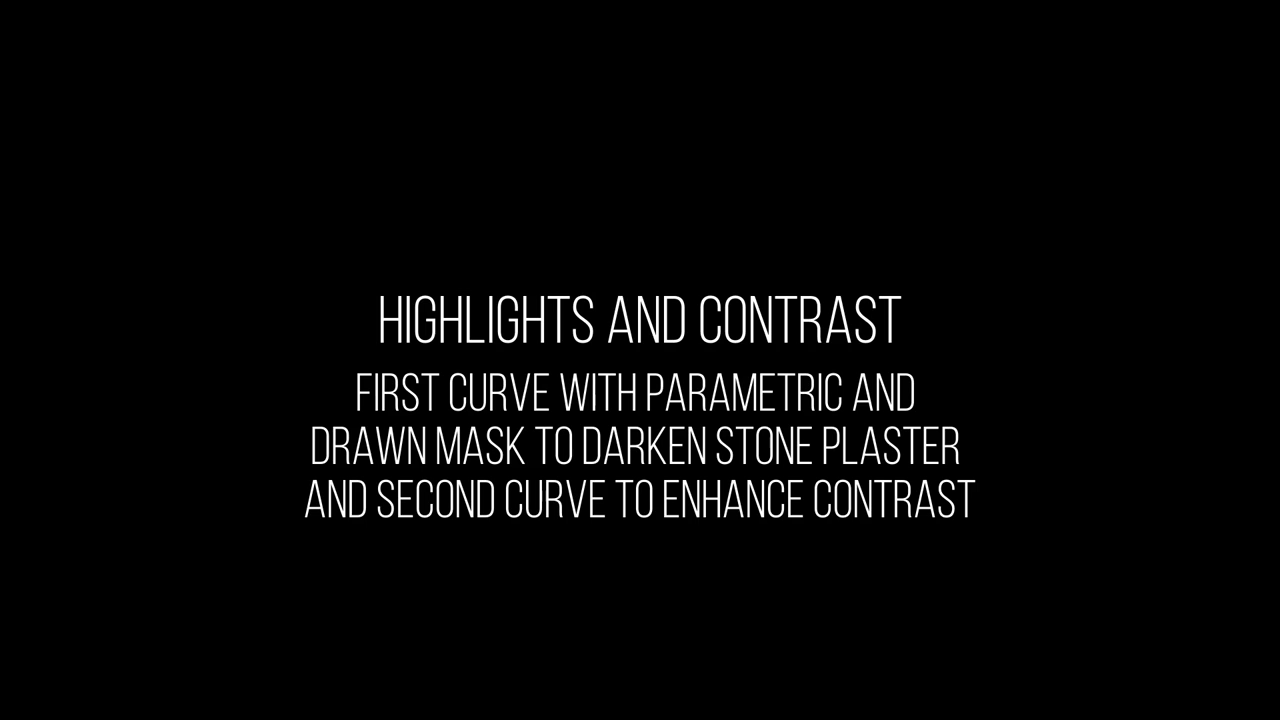 HIGHLIGHTS AND CONTRAST
FIRST CURVE WITH PARAMETRIC AND
DRAWN MASK TO DARKEN STONE PLASTER
AND SECOND CURVE TO ENHANCE CONTRAST